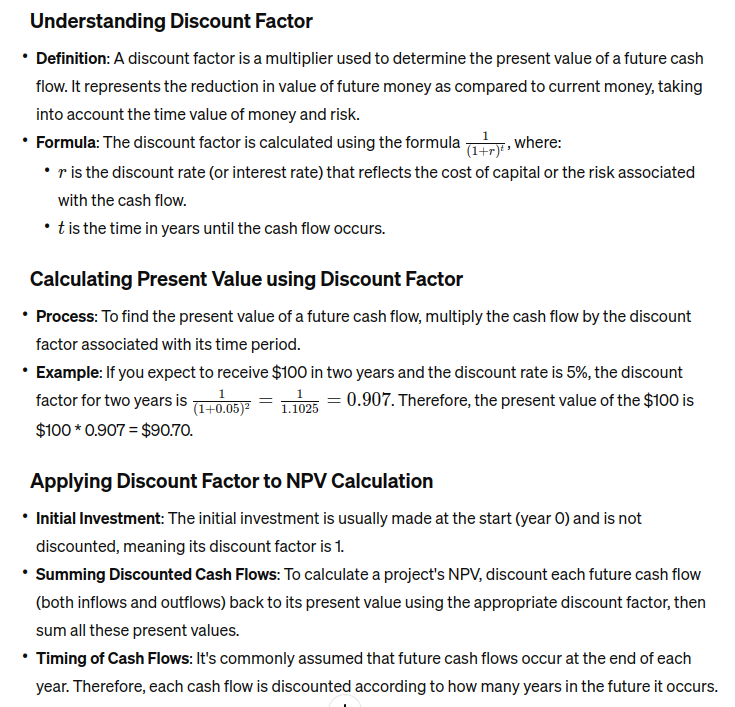 Understanding Discount Factor
• Definition: A discount factor is a multiplier used to determine the present value of a future cash
flow. It represents the reduction in value of future money as compared to current money, taking
into account the time value of money and risk.
• Formula: The discount factor is calculated using the formula 1/(1+r)^t, where:
• r is the discount rate (or interest rate) that reflects the cost of capital or the risk associated
with the cash flow.
• t is the time in years until the cash flow occurs.
Calculating Present Value using Discount Factor
• Process: To find the present value of a future cash flow, multiply the cash flow by the discount
factor associated with its time period.
• Example: If you expect to receive $100 in two years and the discount rate is 5%, the discount
factor for two years is 1/(1+0.05)² = 1/1.1025 = 0.907. Therefore, the present value of the $100 is
$100 * 0.907 = $90.70.
Applying Discount Factor to NPV Calculation
• Initial Investment: The initial investment is usually made at the start (year 0) and is not
discounted, meaning its discount factor is 1.
• Summing Discounted Cash Flows: To calculate a project's NPV, discount each future cash flow
(both inflows and outflows) back to its present value using the appropriate discount factor, then
sum all these present values.
• Timing of Cash Flows: It's commonly assumed that future cash flows occur at the end of each
year. Therefore, each cash flow is discounted according to how many years in the future it occurs.